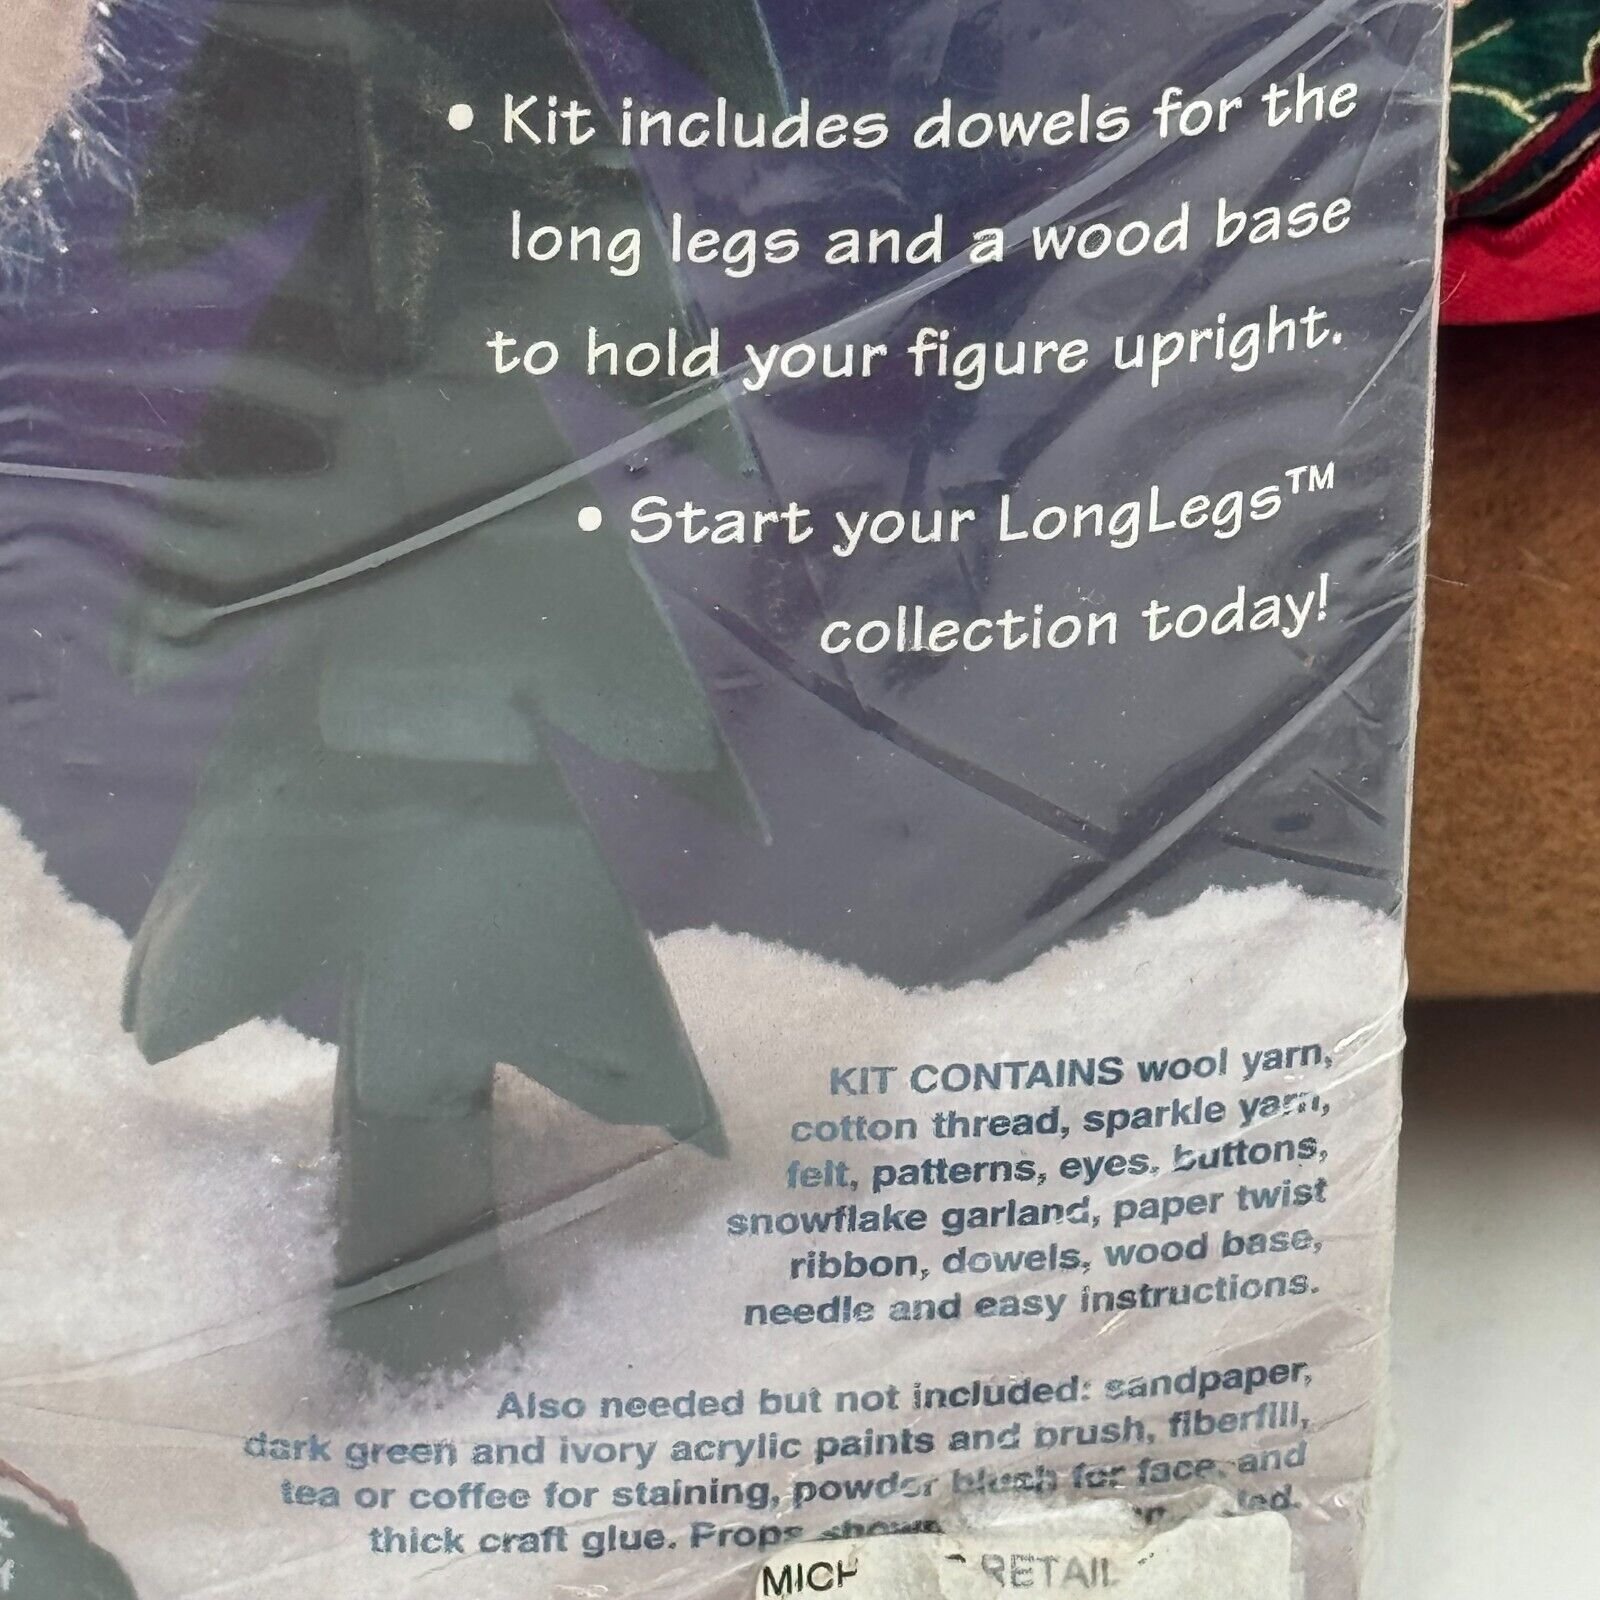 • Kit includes dowels for the
long legs and a wood base
to hold your figure upright.
• Start your LongLegs™
collection today!
KIT CONTAINS wool yarn,
cotton thread, sparkle yarn,
felt, patterns, eyes, buttons,
snowflake garland, paper twist
ribbon, dowels, wood base,
needle and easy instructions.
Also needed but not included: sandpaper,
dark green and ivory acrylic paints and brush, fiberfill,
tea or coffee for staining, powder blush for face, and
thick craft glue. Props shown
RETAIL